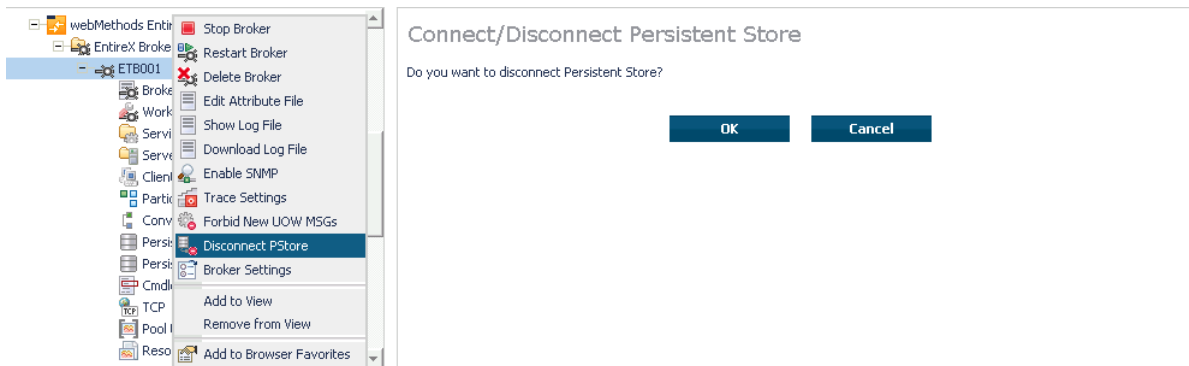 webMethods Entir
EntireX Broke
ETB001
Broke
Work
Servi
Serve
Client
Partic
Conv
Persi
Persi
Cmdl
TCP
Pool
Reso
Stop Broker
Restart Broker
Delete Broker
Edit Attribute File
Show Log File
Download Log File
Enable SNMP
Trace Settings
Forbid New UOW MSGs
Disconnect PStore
Broker Settings
Add to View
Remove from View
Add to Browser Favorites
Connect/Disconnect Persistent Store
Do you want to disconnect Persistent Store?
OK Cancel